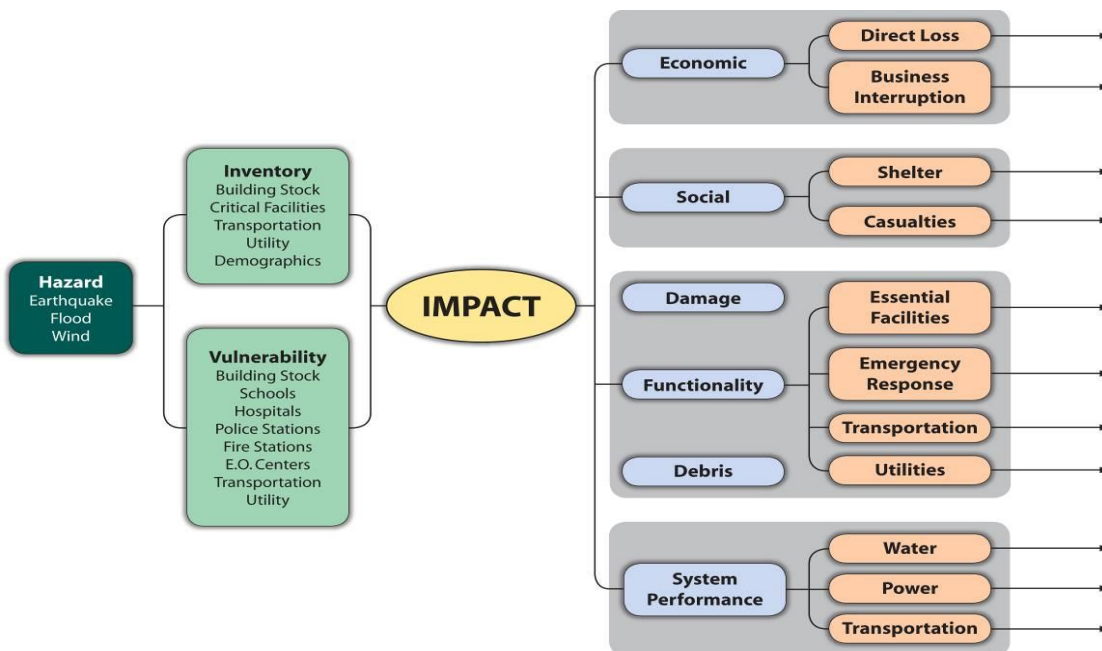 Hazard
Earthquake
Flood
Wind
Inventory
Building Stock
Critical Facilities
Transportation
Utility
Demographics
Vulnerability
Building Stock
Schools
Hospitals
Police Stations
Fire Stations
E.O. Centers
Transportation
Utility
IMPACT
Economic
Direct Loss
Business
Interruption
Social
Shelter
Casualties
Damage
Functionality
Debris
Essential
Facilities
Emergency
Response
Transportation
Utilities
System
Performance
Water
Power
Transportation